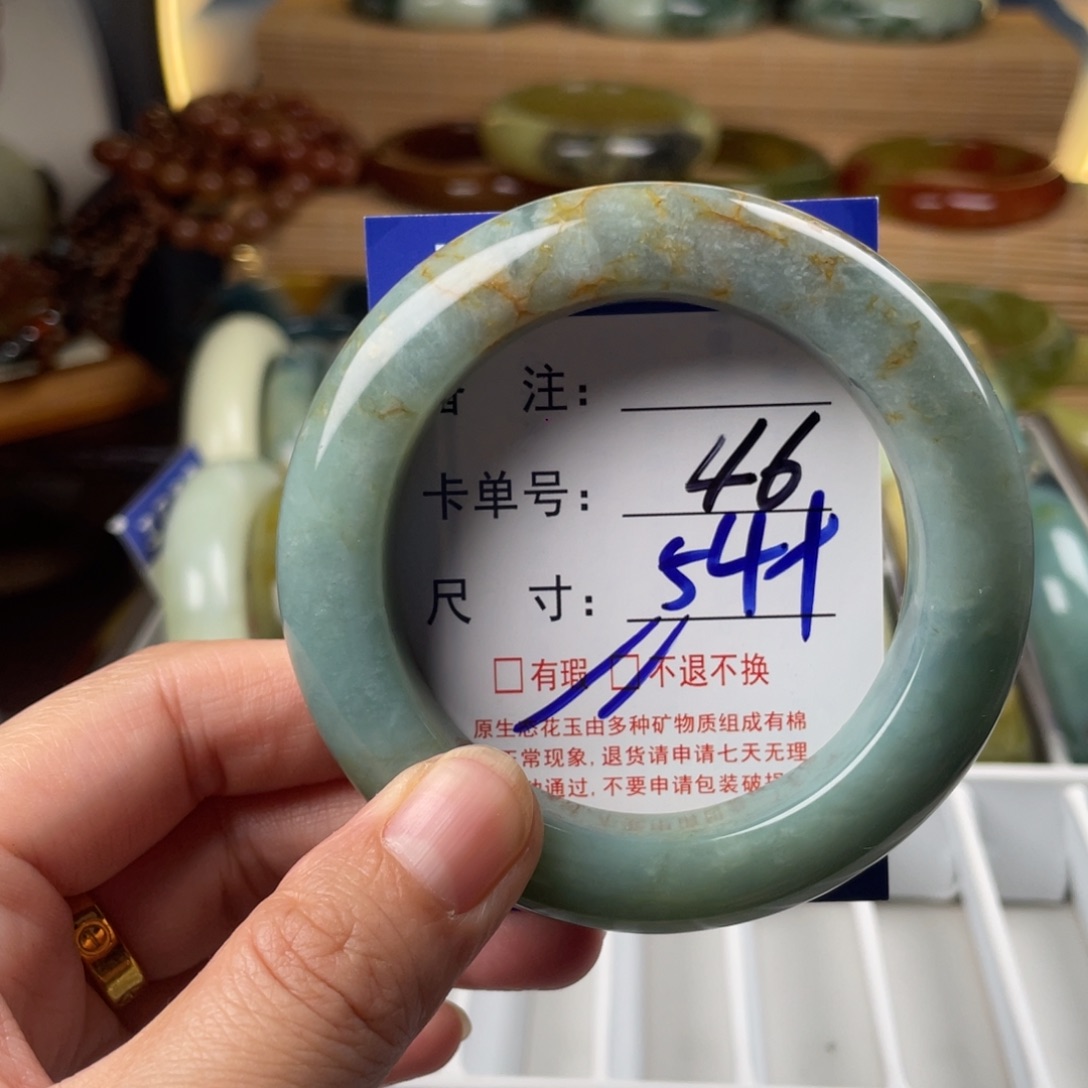 注：
卡单号：46
尺 寸：541
□有瑕 □不退不换
原生态花玉由多种矿物质组成有棉
正常现象，退货请申请七天无理
通过，不要申请包装破损